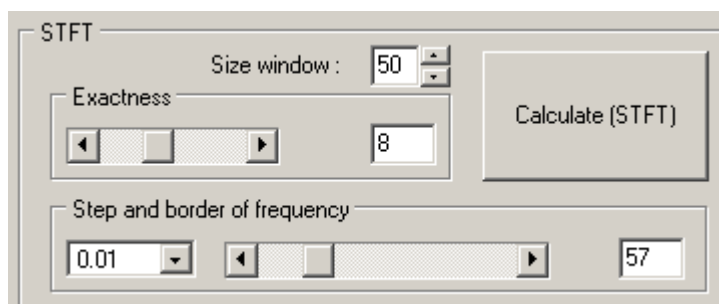 STFT
Size window : 50
Exactness
8
Calculate (STFT)
Step and border of frequency
0.01 57